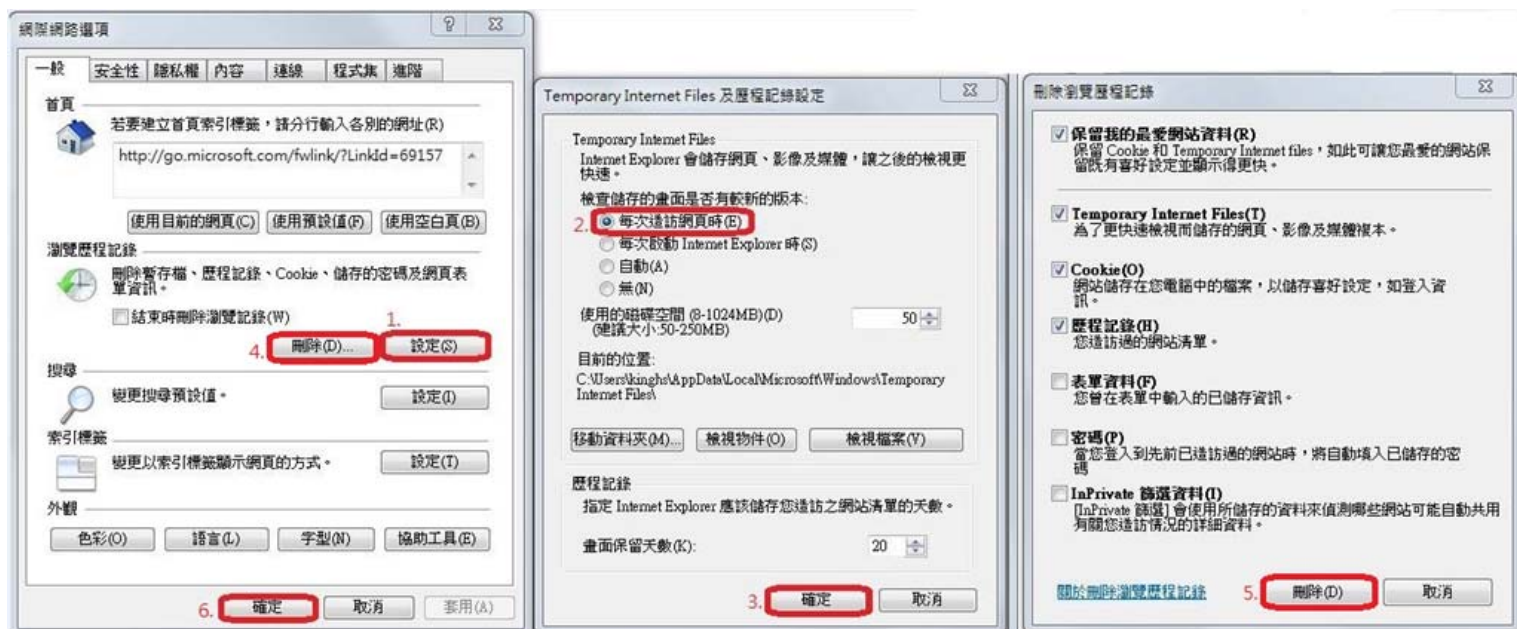 網際網路選項
一般 安全性 隱私權 內容 連線 程式集 進階
首頁
若要建立首頁索引標籤，請分行輸入各別的網址(R)
http://go.microsoft.com/fwlink/?LinkId=69157
使用目前的網頁(C) 使用預設值(F) 使用空白頁(B)
瀏覽歷程記錄
刪除暫存檔、歷程記錄、Cookie、儲存的密碼及網頁表
單資訊。
結束時刪除瀏覽記錄(W)
1.
4. 刪除(D)... 設定(S)
搜尋
變更搜尋預設值。 設定(I)
索引標籤
變更以索引標籤顯示網頁的方式。 設定(T)
外觀
色彩(O) 語言(L) 字型(N) 協助工具(E)
6. 確定 取消 套用(A)
Temporary Internet Files 及歷程記錄設定
Temporary Internet Files
Internet Explorer 會儲存網頁、影像及媒體，讓之後的檢視更
快速。
檢查儲存的畫面是否有較新的版本:
2. 每次造訪網頁時(E)
每次啟動 Internet Explorer 時(S)
自動(A)
無(N)
使用的磁碟空間 (8-1024MB)(D) 50
(建議大小:50-250MB)
目前的位置:
C:\Users\kinghs\AppData\Local\Microsoft\Windows\Temporary
Internet Files\
移動資料夾(M)... 檢視物件(O) 檢視檔案(V)
歷程記錄
指定 Internet Explorer 應該儲存您造訪之網站清單的天數。
畫面保留天數(K): 20
3. 確定 取消
刪除瀏覽歷程記錄
保留我的最愛網站資料(R)
保留 Cookie 和 Temporary Internet files，如此可讓您最愛的網站保
留既有喜好設定並顯示得更快。
Temporary Internet Files(T)
為了更快速檢視而儲存的網頁、影像及媒體複本。
Cookie(O)
網站儲存在您電腦中的檔案，以儲存喜好設定，如登入資
訊。
歷程記錄(H)
您造訪過的網站清單。
表單資料(F)
您曾在表單中輸入的已儲存資訊。
密碼(P)
當您登入到先前已造訪過的網站時，將自動填入已儲存的密
碼
InPrivate 篩選資料(I)
[InPrivate 篩選] 會使用所儲存的資料來偵測哪些網站可能自動共用
有關您造訪情況的詳細資料。
關於刪除瀏覽歷程記錄 5. 刪除(D) 取消